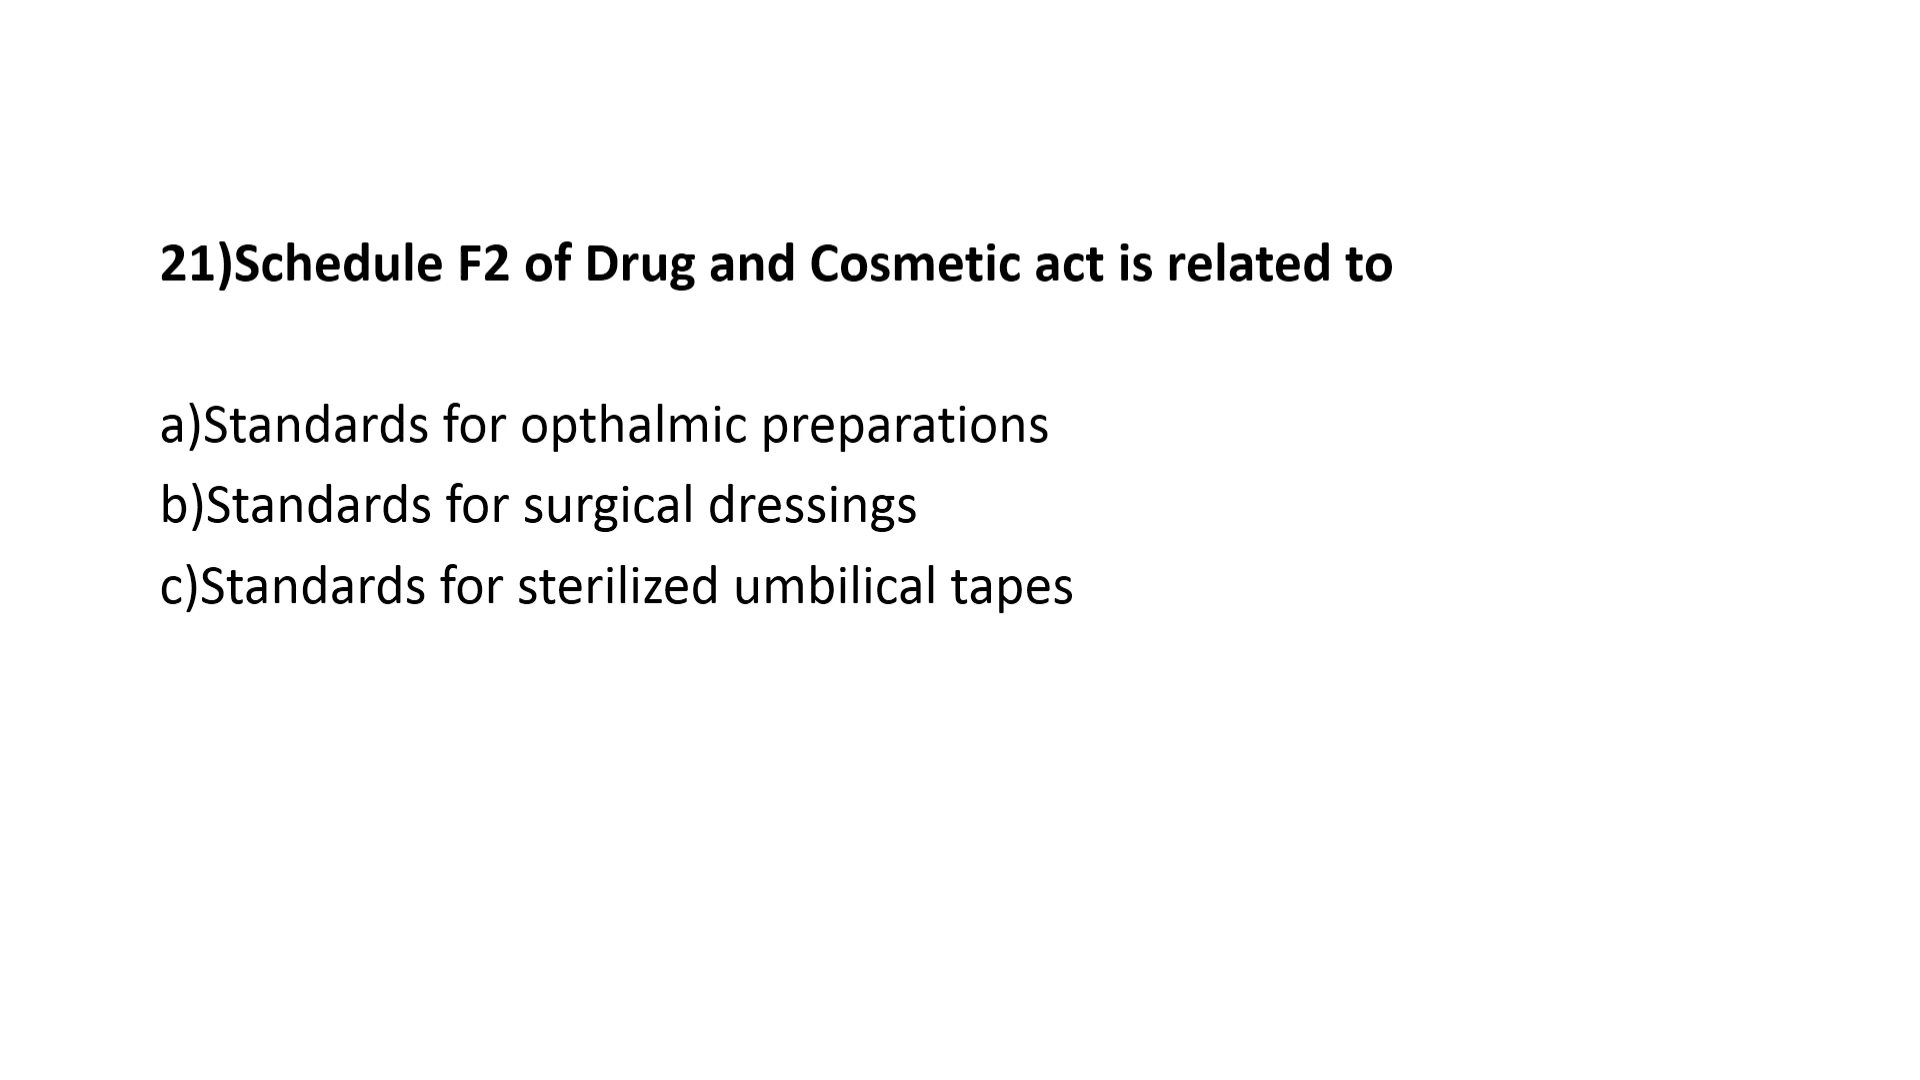 21)Schedule F2 of Drug and Cosmetic act is related to
a)Standards for opthalmic preparations
b)Standards for surgical dressings
c)Standards for sterilized umbilical tapes